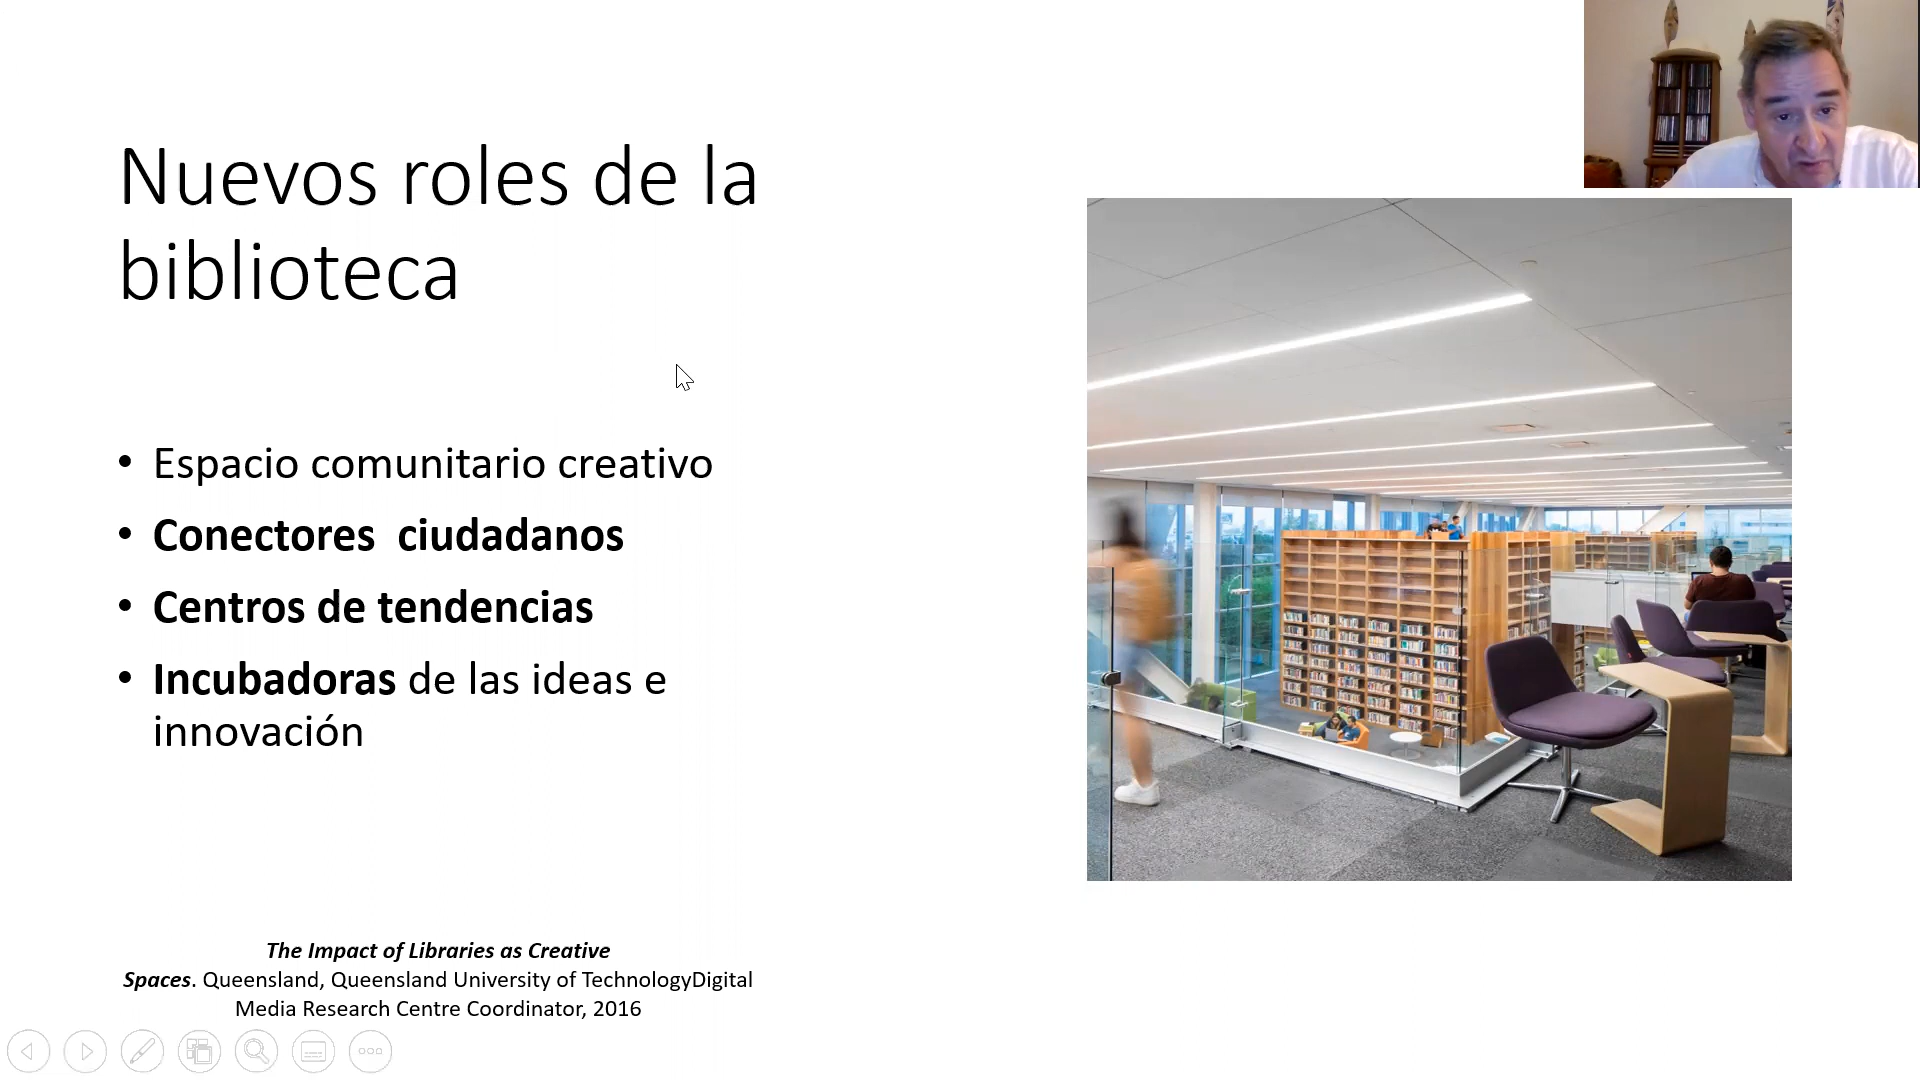 Nuevos roles de la
biblioteca
• Espacio comunitario creativo
• Conectores  ciudadanos
• Centros de tendencias
• Incubadoras de las ideas e
innovación
The Impact of Libraries as Creative
Spaces. Queensland, Queensland University of TechnologyDigital
Media Research Centre Coordinator, 2016